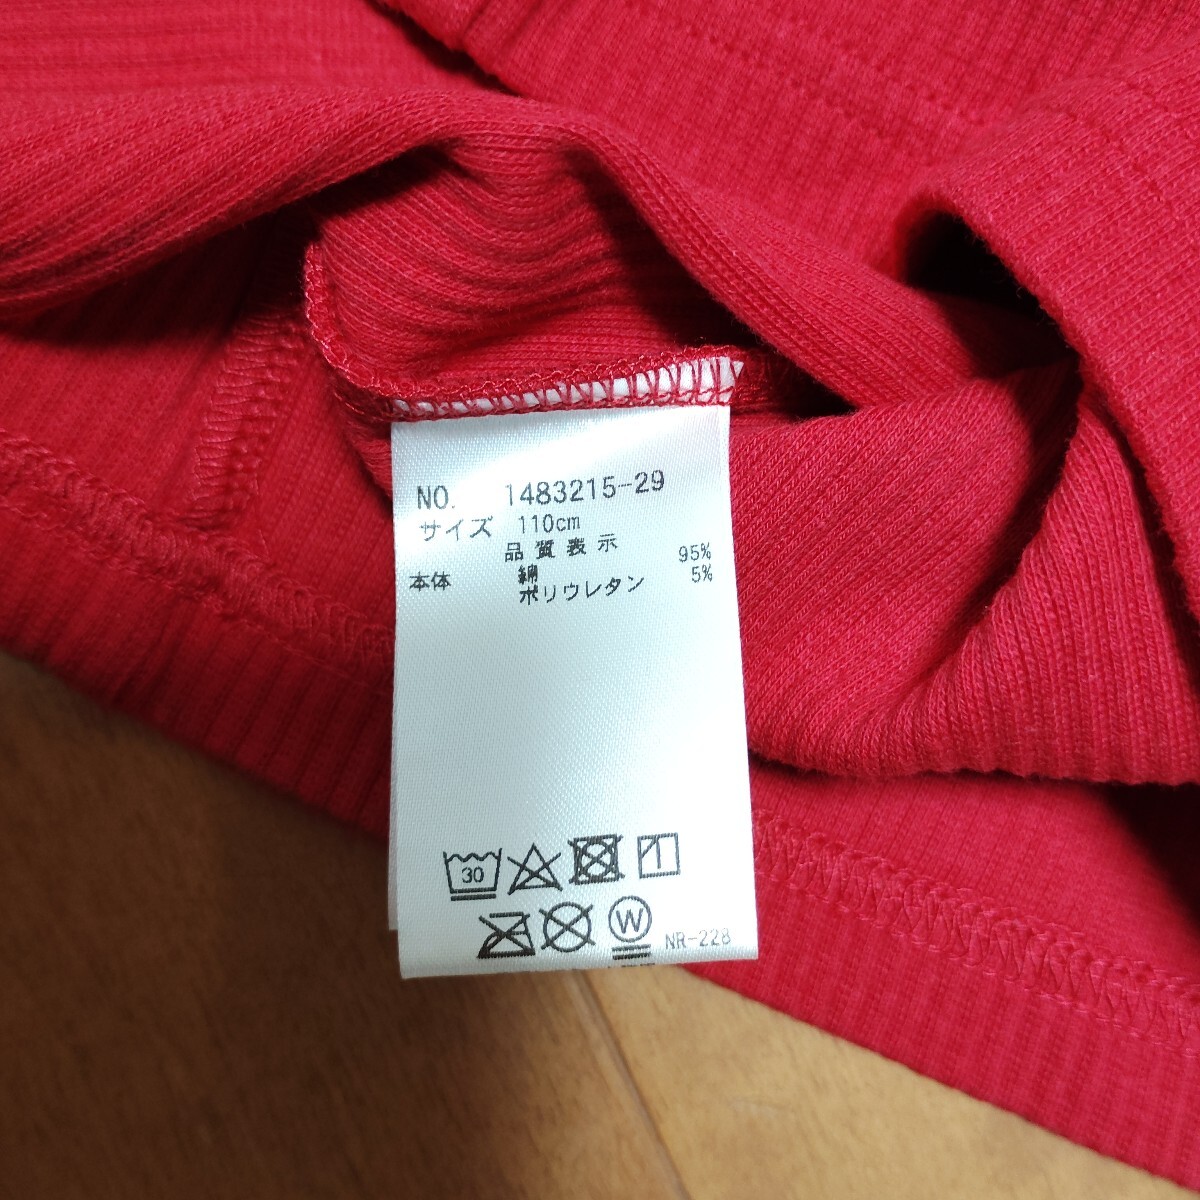 NO. 1483215-29
サイズ 110cm
品質表示
本体 綿 95%
ポリウレタン 5%
30
W
NR-228